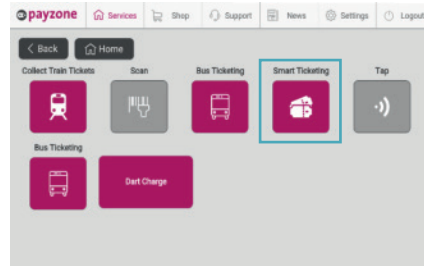 payzone Services Shop Support News Settings Logout
< Back Home
Collect Train Tickets Scan Bus Ticketing Smart Ticketing Tap
Bus Ticketing
Dart Charge